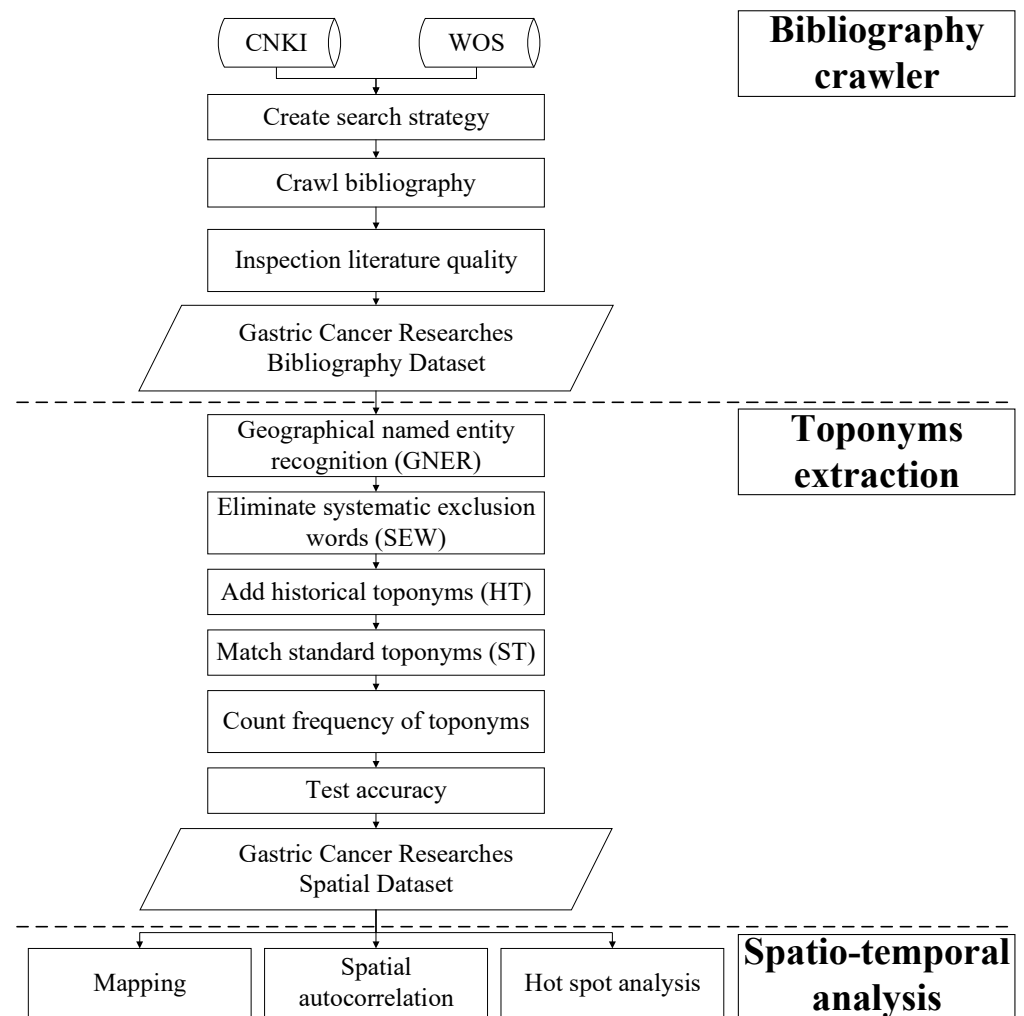 CNKI
WOS
Bibliography
crawler
Create search strategy
Crawl bibliography
Inspection literature quality
Gastric Cancer Researches
Bibliography Dataset
Toponyms
extraction
Geographical named entity
recognition (GNER)
Eliminate systematic exclusion
words (SEW)
Add historical toponyms (HT)
Match standard toponyms (ST)
Count frequency of toponyms
Test accuracy
Gastric Cancer Researches
Spatial Dataset
Spatio-temporal
analysis
Mapping
Spatial
autocorrelation
Hot spot analysis